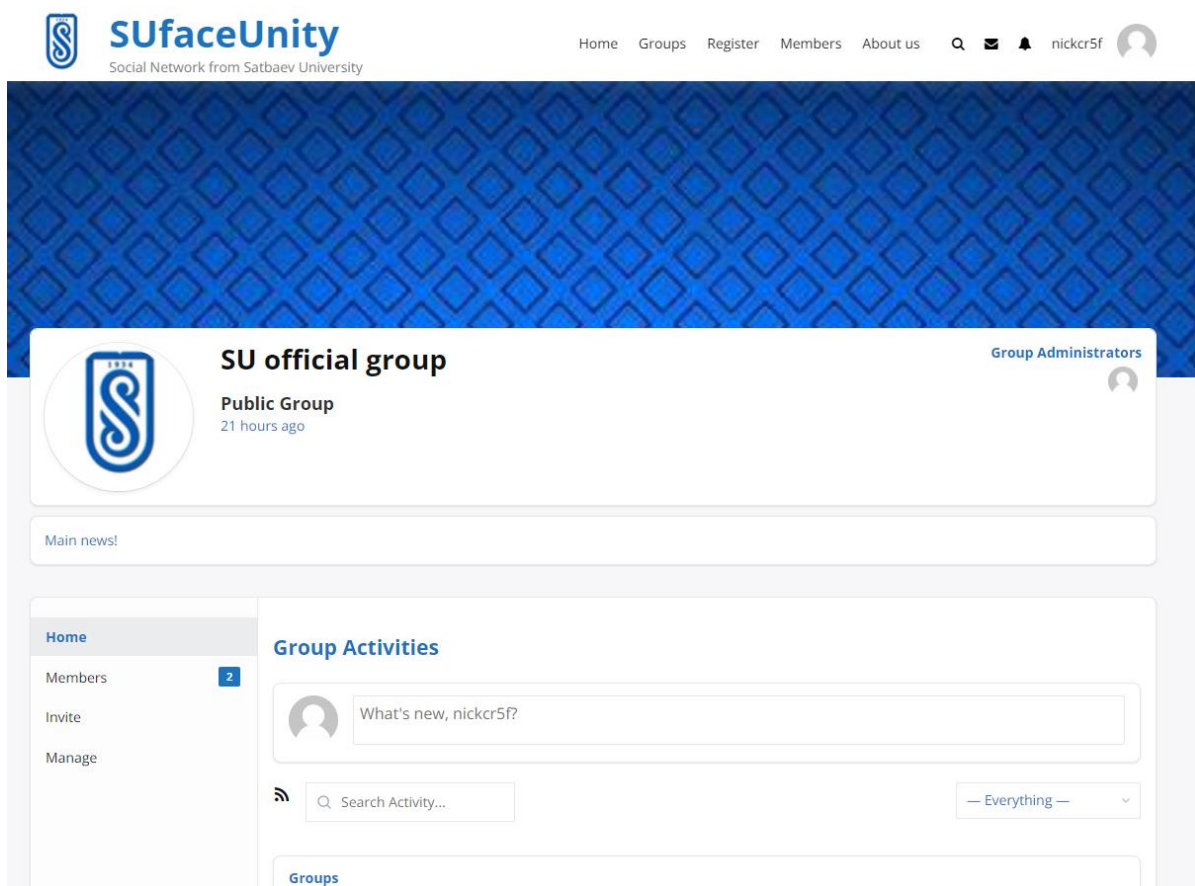 1934
SUfaceUnity
Social Network from Satbaev University
Home Groups Register Members About us nickcr5f
SU official group
Public Group
21 hours ago
Group Administrators
1934
Main news!
Home
Members 2
Invite
Manage
Group Activities
What's new, nickcr5f?
Search Activity...
— Everything —
Groups